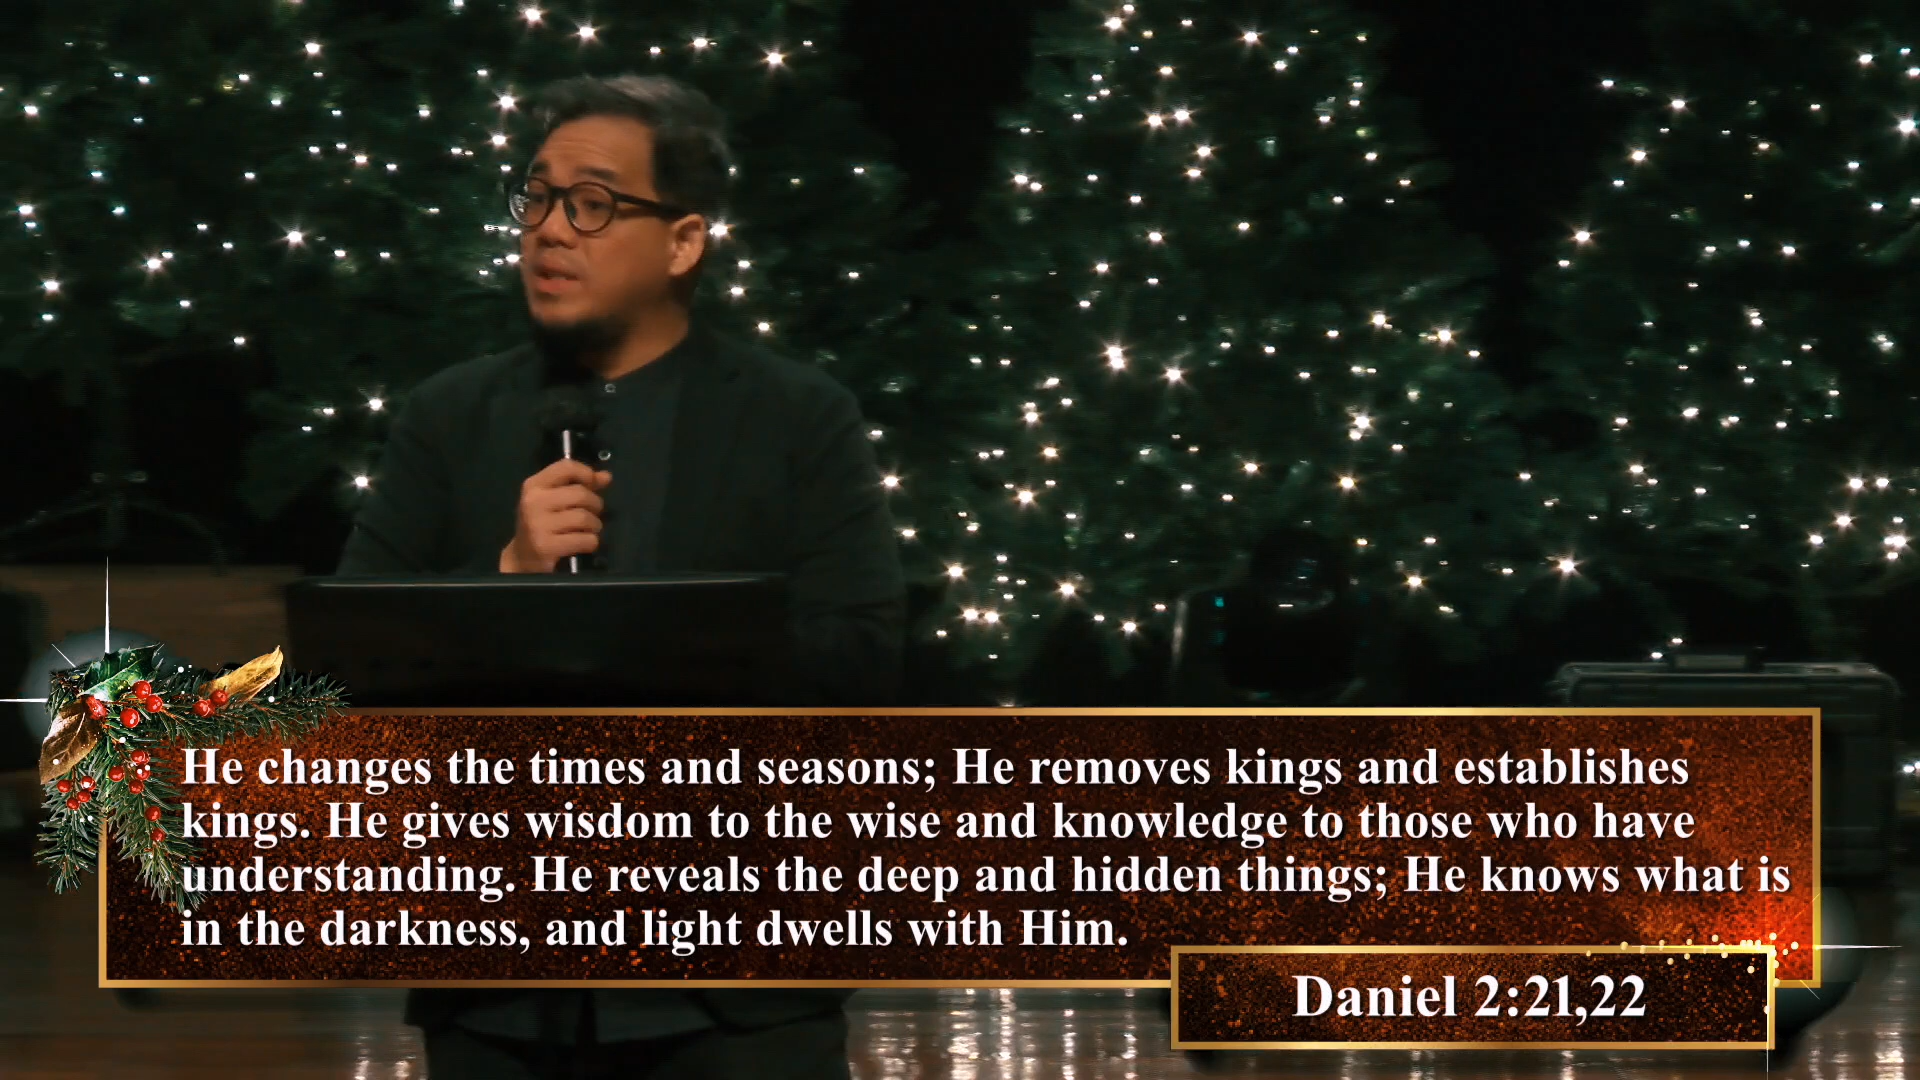 He changes the times and seasons; He removes kings and establishes
kings. He gives wisdom to the wise and knowledge to those who have
understanding. He reveals the deep and hidden things; He knows what is
in the darkness, and light dwells with Him.
Daniel 2:21,22